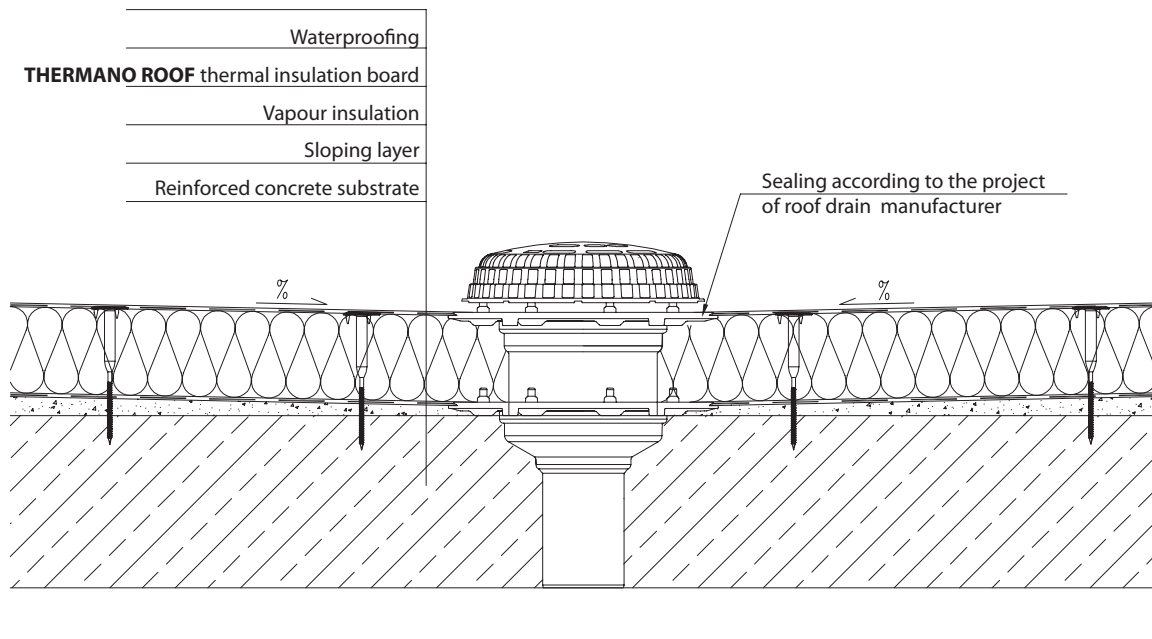 Waterproofing
THERMANO ROOF thermal insulation board
Vapour insulation
Sloping layer
Reinforced concrete substrate
Sealing according to the project
of roof drain manufacturer
%
%